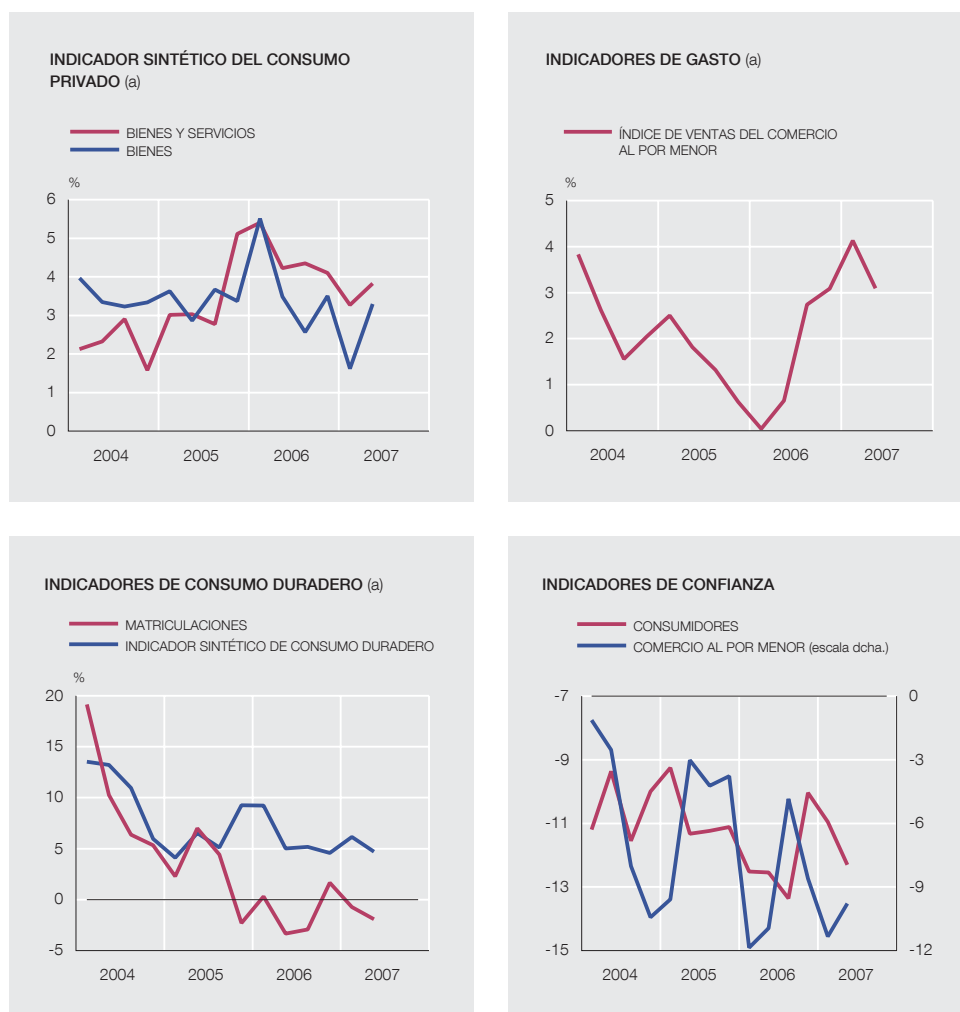 INDICADOR SINTÉTICO DEL CONSUMO
PRIVADO (a)
BIENES Y SERVICIOS
BIENES
%
6
5
4
3
2
1
0
2004 2005 2006 2007
INDICADORES DE GASTO (a)
ÍNDICE DE VENTAS DEL COMERCIO
AL POR MENOR
%
5
4
3
2
1
0
2004 2005 2006 2007
INDICADORES DE CONSUMO DURADERO (a)
MATRICULACIONES
INDICADOR SINTÉTICO DE CONSUMO DURADERO
%
20
15
10
5
0
-5
2004 2005 2006 2007
INDICADORES DE CONFIANZA
CONSUMIDORES
COMERCIO AL POR MENOR (escala dcha.)
-7 0
-9 -3
-11 -6
-13 -9
-15 -12
2004 2005 2006 2007